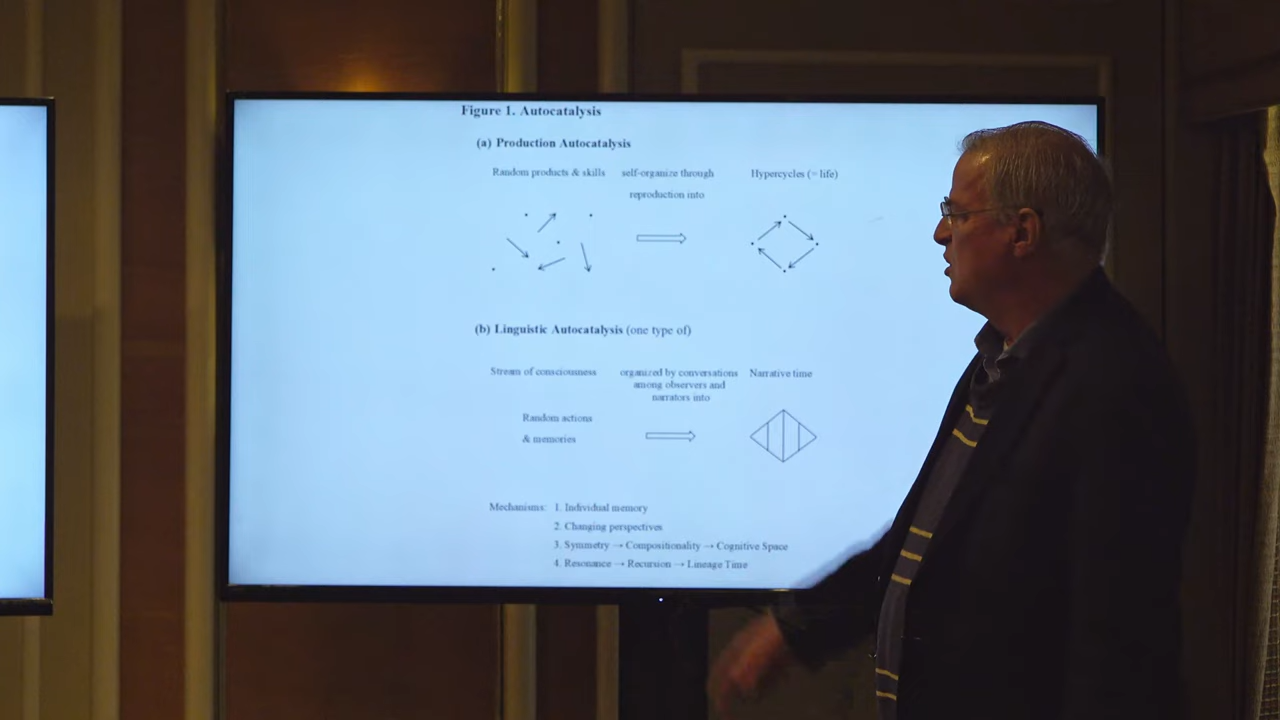 Figure 1. Autocatalysis
(a) Production Autocatalysis
Random products & skills self-organize through Hypercycles (= life)
reproduction into
(b) Linguistic Autocatalysis (one type of)
Stream of consciousness organized by conversations Narrative time
among observers and
narrators into
Random actions
& memories
Mechanisms: 1. Individual memory
2. Changing perspectives
3. Symmetry → Compositionality → Cognitive Space
4. Resonance → Recursion → Lineage Time